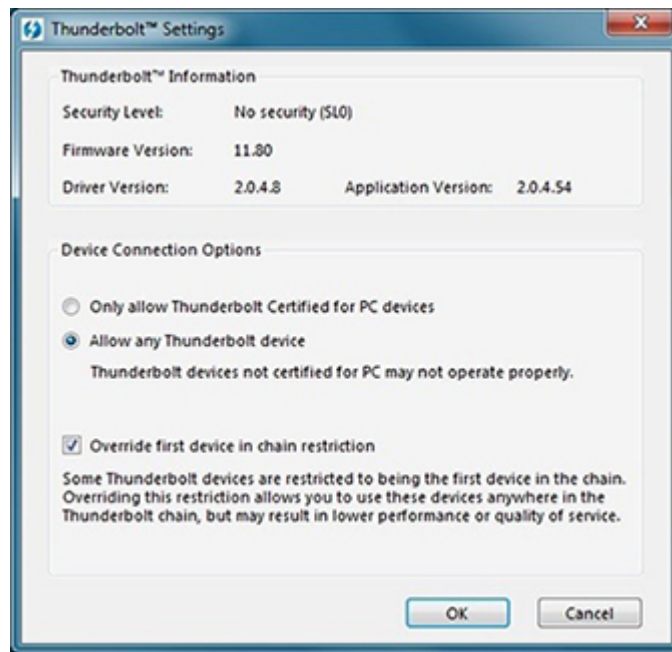 Thunderbolt™ Settings
Thunderbolt™ Information
Security Level: No security (SL0)
Firmware Version: 11.80
Driver Version: 2.0.4.8 Application Version: 2.0.4.54
Device Connection Options
Only allow Thunderbolt Certified for PC devices
Allow any Thunderbolt device
Thunderbolt devices not certified for PC may not operate properly.
Override first device in chain restriction
Some Thunderbolt devices are restricted to being the first device in the chain.
Overriding this restriction allows you to use these devices anywhere in the
Thunderbolt chain, but may result in lower performance or quality of service.
OK Cancel